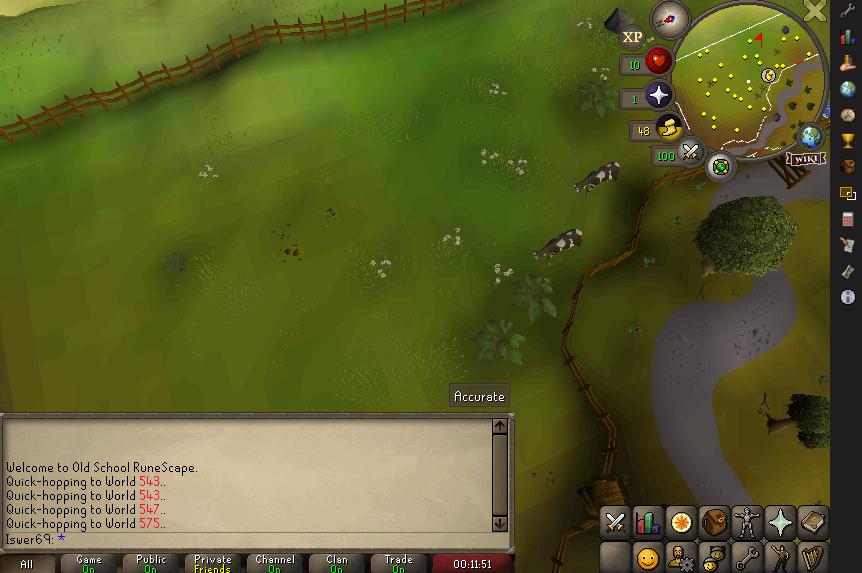 XP
10
1
48
100
WIKI
Accurate
Welcome to Old School RuneScape.
Quick-hopping to World 543..
Quick-hopping to World 543..
Quick-hopping to World 547..
Quick-hopping to World 575..
Iswer69: *
All
Game
On
Public
On
Private
Friends
Channel
On
Clan
On
Trade
On
00:11:51